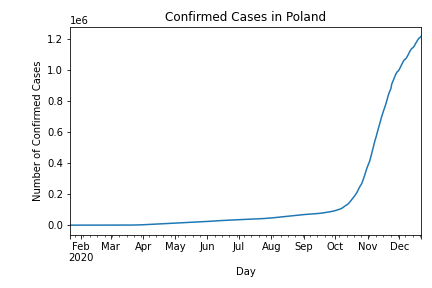 Confirmed Cases in Poland
1e6
1.2
1.0
0.8
0.6
0.4
0.2
0.0
Number of Confirmed Cases
Feb Mar Apr May Jun Jul Aug Sep Oct Nov Dec
2020
Day